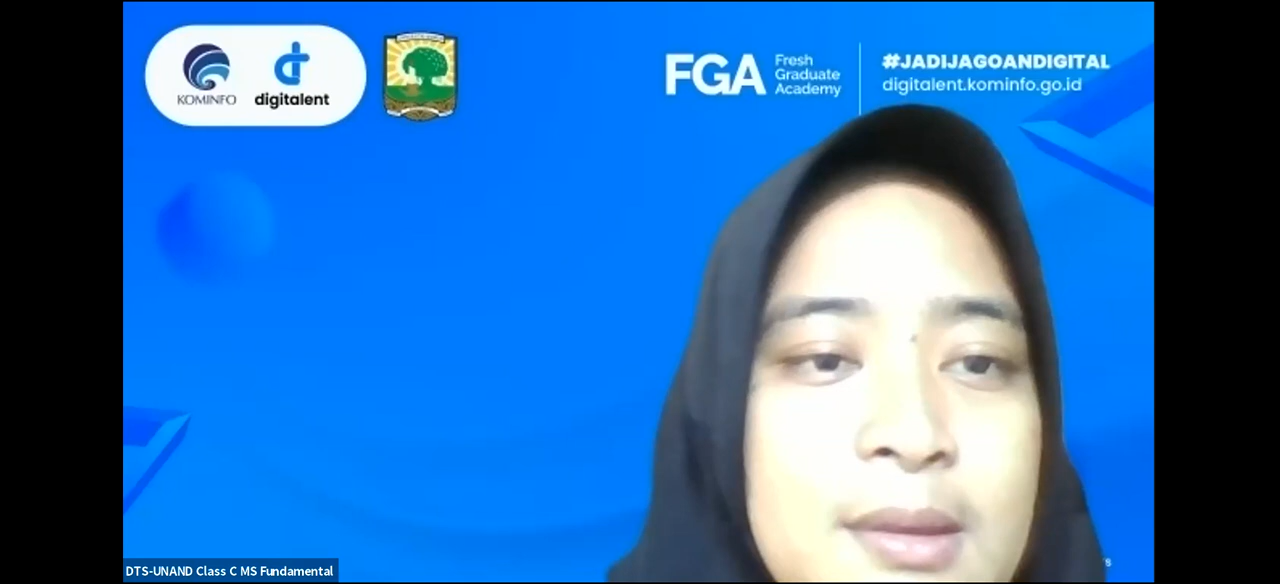 KOMINFO
digitalent
FGA
Fresh
Graduate
Academy
#JADIJAGOANDIGITAL
digitalent.kominfo.go.id
DTS-UNAND Class C MS Fundamental